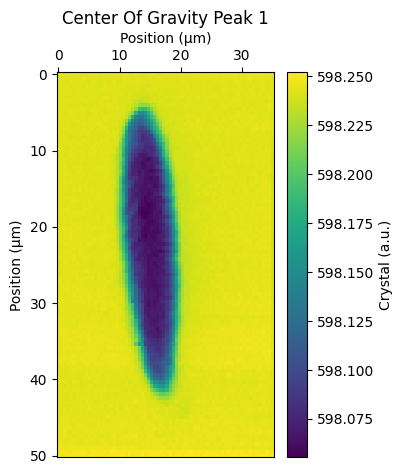 Center Of Gravity Peak 1
Position (μm)
0 10 20 30
0
10
20
30
40
50
Position (μm)
598.250
598.225
598.200
598.175
598.150
598.125
598.100
598.075
Crystal (a.u.)